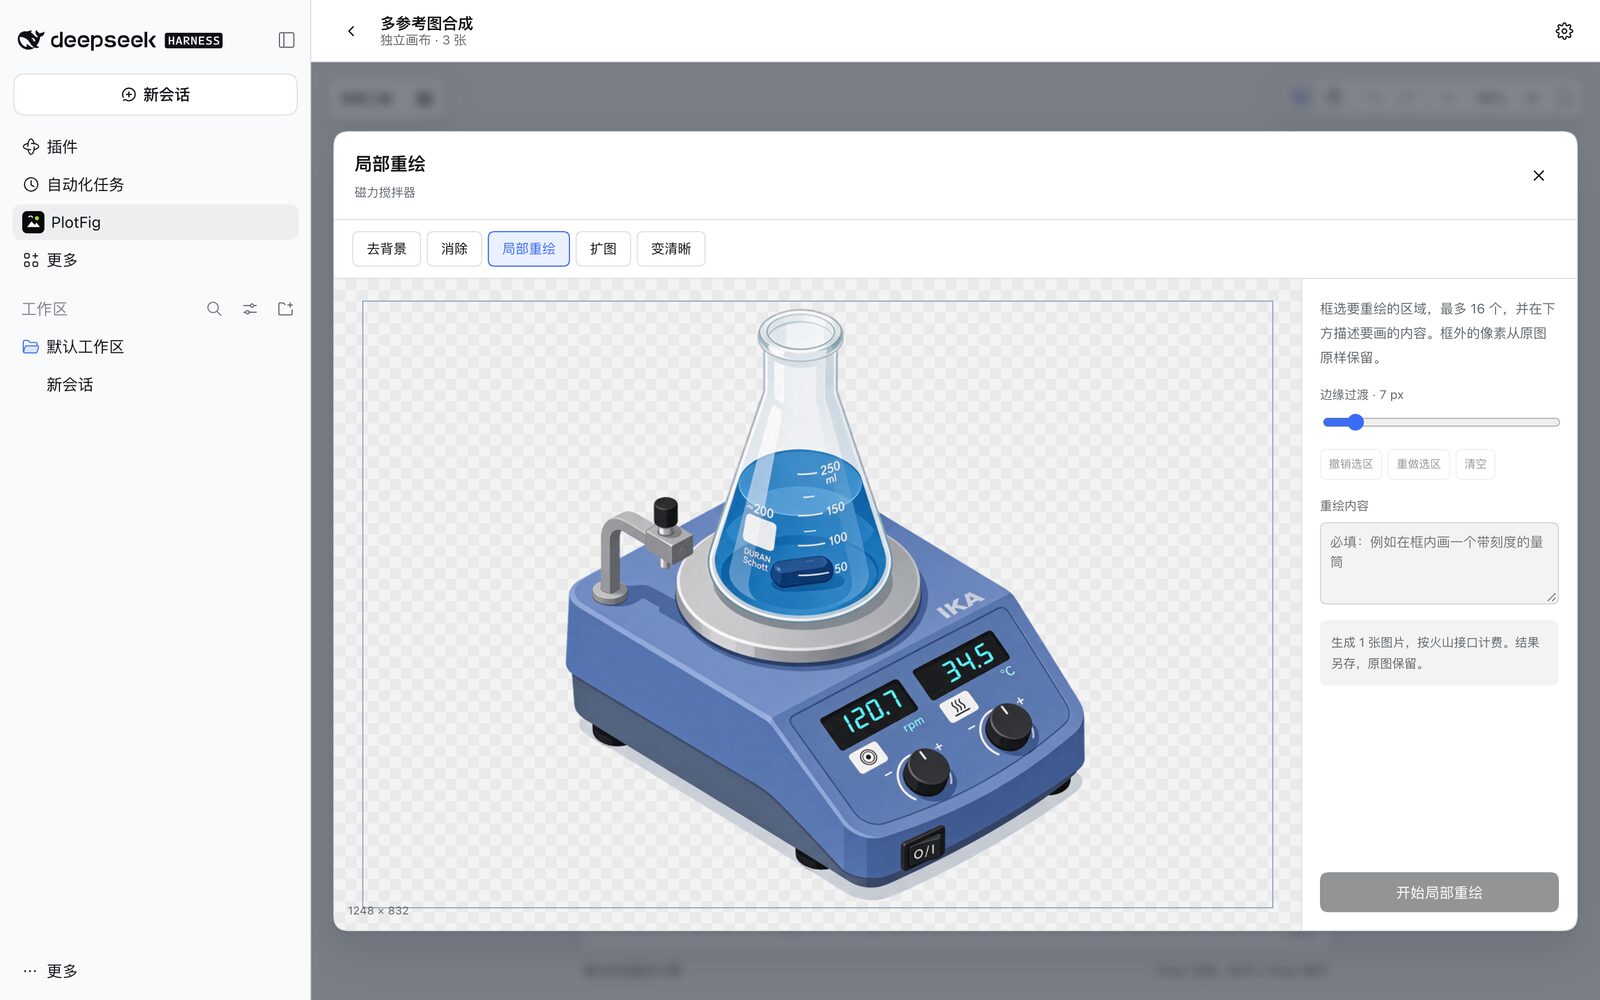 deepseek HARNESS
新会话
插件
自动化任务
PlotFig
更多
工作区
默认工作区
新会话
更多
多参考图合成
独立画布 · 3 张
局部重绘
磁力搅拌器
去背景
消除
局部重绘
扩图
变清晰
250
ml
200
150
100
50
DURAN
Schott
IKA
34.5
°C
120.7
rpm
+
−
+
−
O/I
1248 × 832
框选要重绘的区域，最多 16 个，并在下
方描述要画的内容。框外的像素从原图
原样保留。
边缘过渡 · 7 px
撤销选区
重做选区
清空
重绘内容
必填：例如在框内画一个带刻度的量
筒
生成 1 张图片，按火山接口计费。结果
另存，原图保留。
开始局部重绘